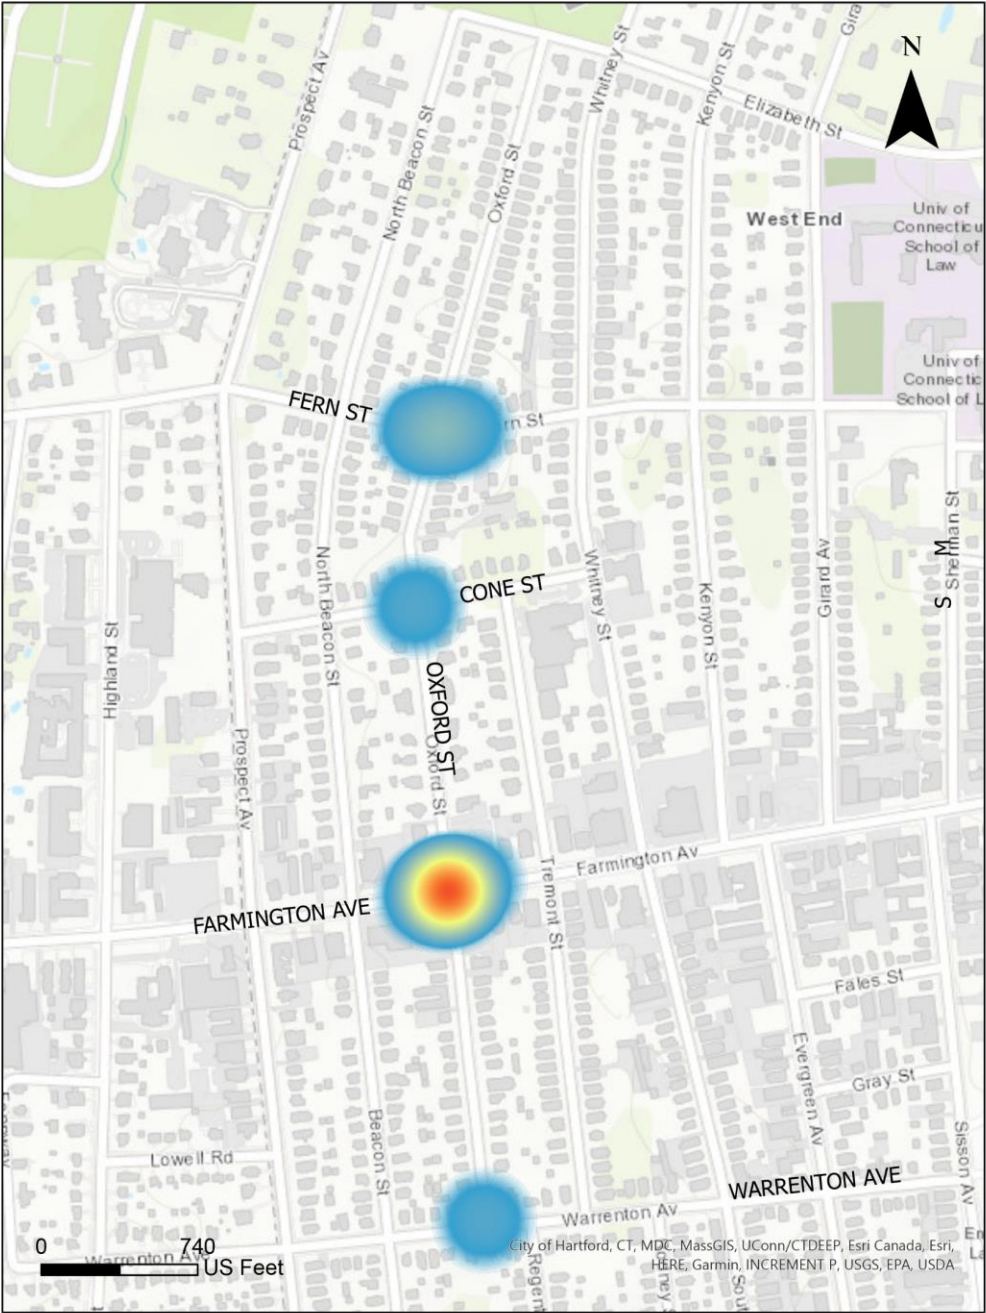 N
Whitney St
Kenyon St
Prospect Av
Elizabeth St
North Beacon St
Oxford St
West End
Univ of
Connecticu
School of
Law
Univ of
Connectic
School of L
FERN ST
rn St
Sherman St
M
S
Girard Av
North Beacon St
CONE ST
Whitney St
Kenyon St
Highland St
OXFORD ST
Oxford St
Prospect Av
Farmington Av
Tremont St
FARMINGTON AVE
Fales St
Evergreen Av
Gray St
Beacon St
Sisson Av
Lowell Rd
WARRENTON AVE
Warrenton Av
0 740
US Feet
Warrenton Ave
City of Hartford, CT, MDC, MassGIS, UConn/CTDEEP, Esri Canada, Esri,
HERE, Garmin, INCREMENT P, USGS, EPA, USDA
Regent
Sou